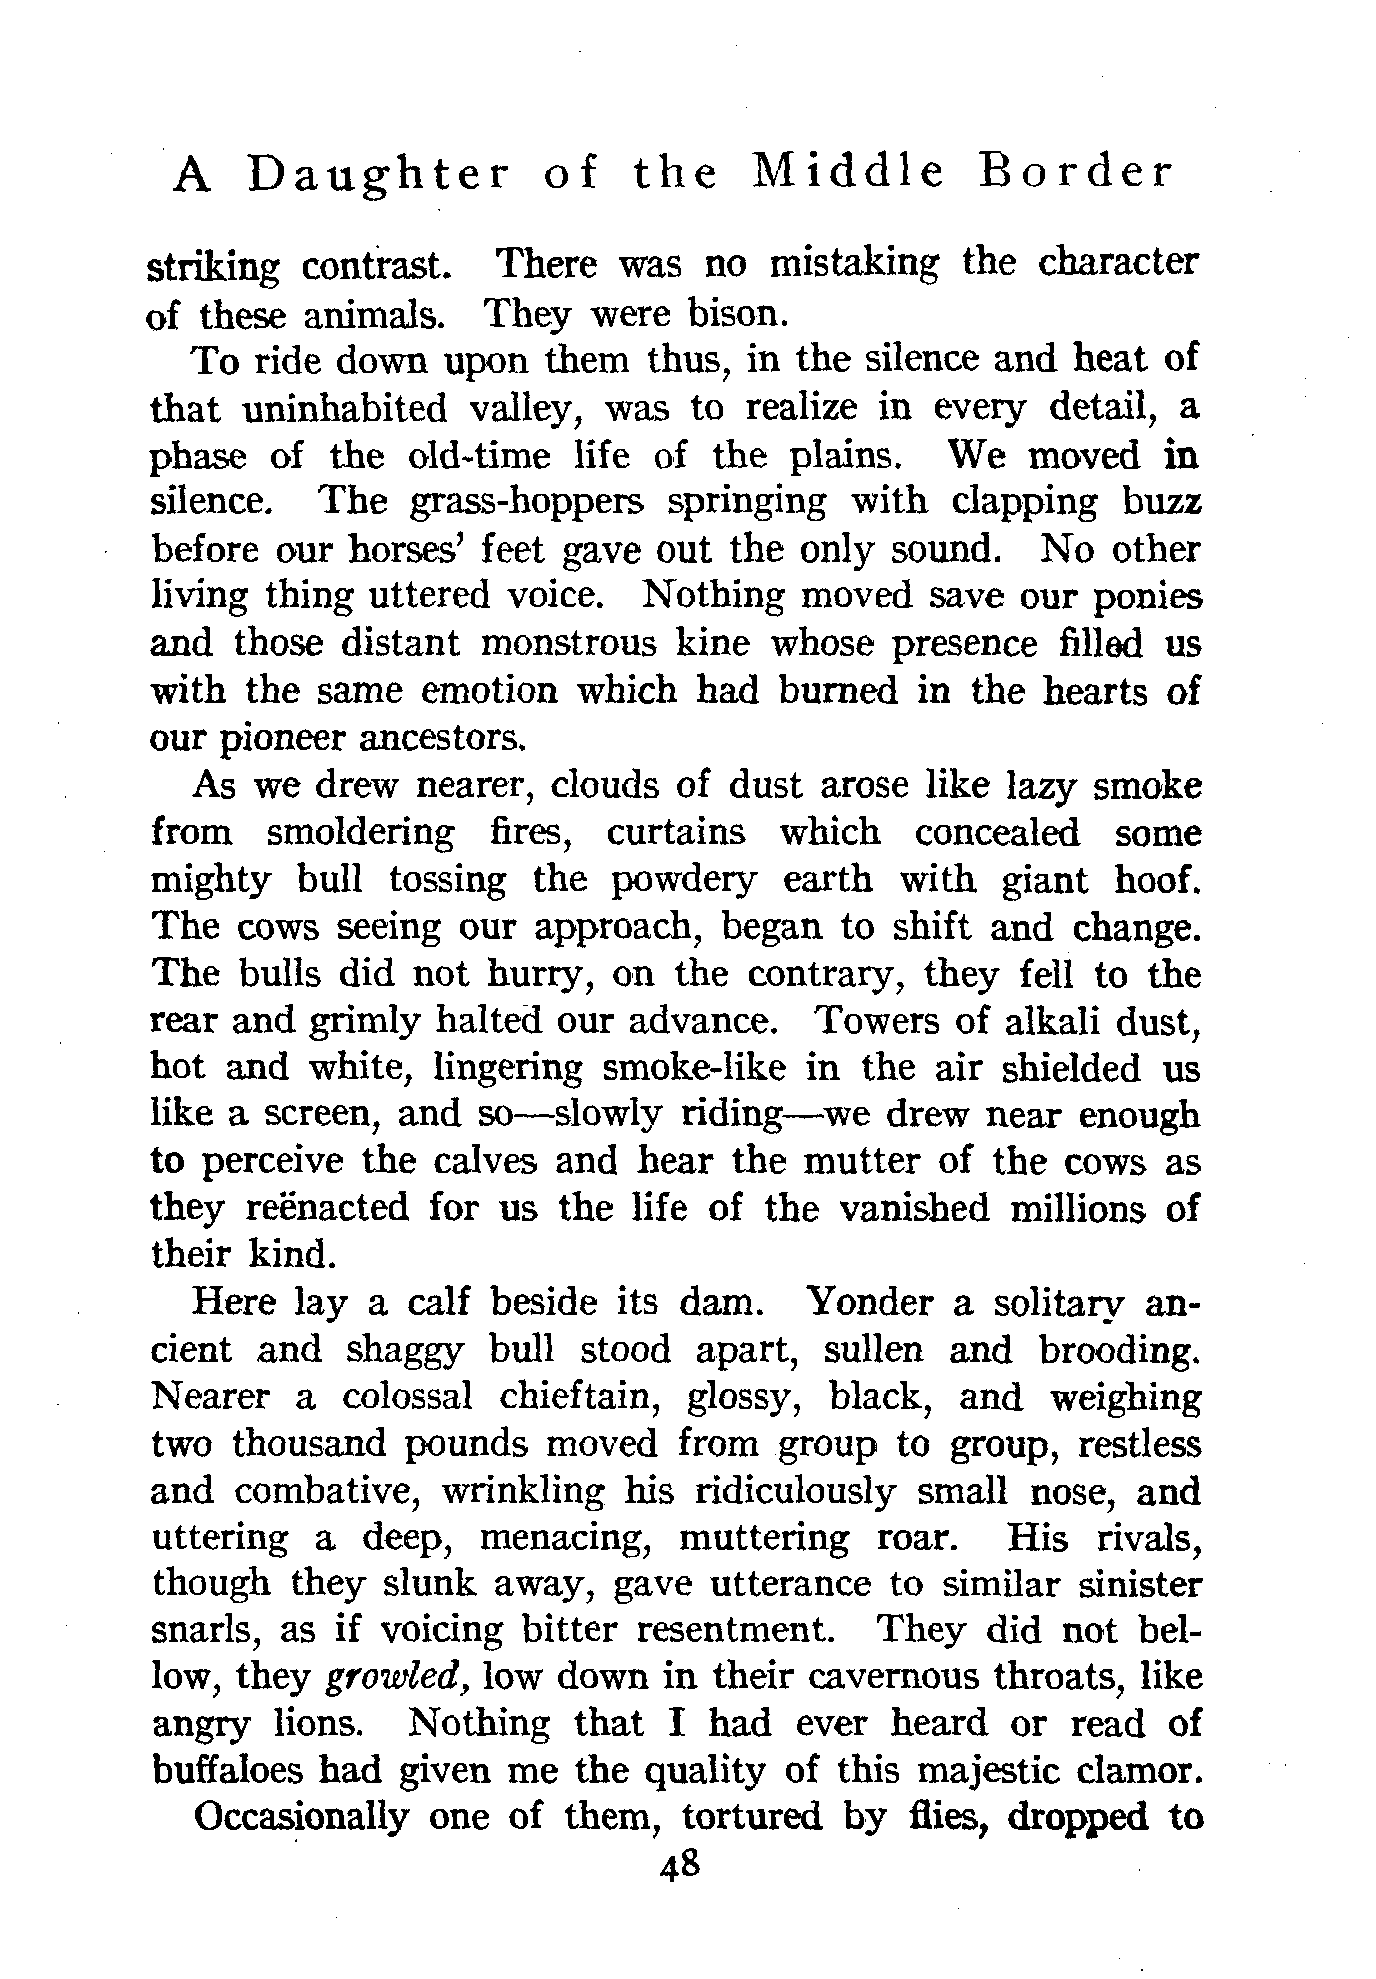 A Daughter of the Middle Border
striking contrast. There was no mistaking the character
of these animals. They were bison.
To ride down upon them thus, in the silence and heat of
that uninhabited valley, was to realize in every detail, a
phase of the old-time life of the plains. We moved in
silence. The grass-hoppers springing with clapping buzz
before our horses' feet gave out the only sound. No other
living thing uttered voice. Nothing moved save our ponies
and those distant monstrous kine whose presence filled us
with the same emotion which had burned in the hearts of
our pioneer ancestors.
As we drew nearer, clouds of dust arose like lazy smoke
from smoldering fires, curtains which concealed some
mighty bull tossing the powdery earth with giant hoof.
The cows seeing our approach, began to shift and change.
The bulls did not hurry, on the contrary, they fell to the
rear and grimly halted our advance. Towers of alkali dust,
hot and white, lingering smoke-like in the air shielded us
like a screen, and so—slowly riding—we drew near enough
to perceive the calves and hear the mutter of the cows as
they reënacted for us the life of the vanished millions of
their kind.
Here lay a calf beside its dam. Yonder a solitary an-
cient and shaggy bull stood apart, sullen and brooding.
Nearer a colossal chieftain, glossy, black, and weighing
two thousand pounds moved from group to group, restless
and combative, wrinkling his ridiculously small nose, and
uttering a deep, menacing, muttering roar. His rivals,
though they slunk away, gave utterance to similar sinister
snarls, as if voicing bitter resentment. They did not bel-
low, they growled, low down in their cavernous throats, like
angry lions. Nothing that I had ever heard or read of
buffaloes had given me the quality of this majestic clamor.
Occasionally one of them, tortured by flies, dropped to
48